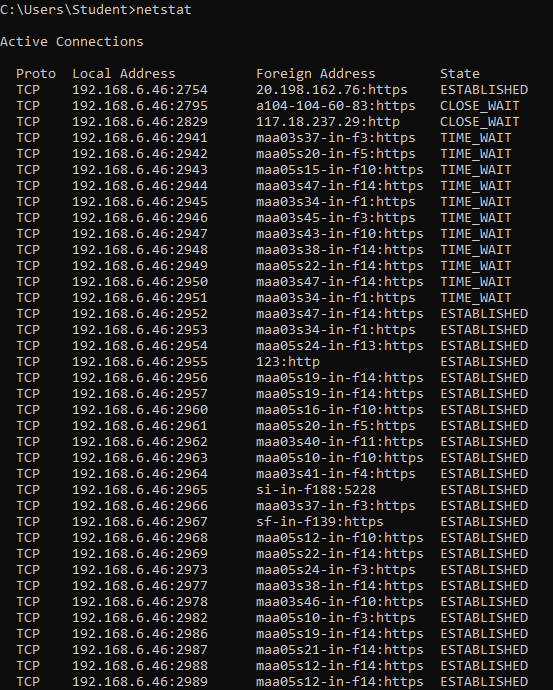 C:\Users\Student>netstat
Active Connections
Proto  Local Address          Foreign Address        State
TCP    192.168.6.46:2754      20.198.162.76:https    ESTABLISHED
TCP    192.168.6.46:2795      a104-104-60-83:https   CLOSE_WAIT
TCP    192.168.6.46:2829      117.18.237.29:http     CLOSE_WAIT
TCP    192.168.6.46:2941      maa03s37-in-f3:https   TIME_WAIT
TCP    192.168.6.46:2942      maa05s20-in-f5:https   TIME_WAIT
TCP    192.168.6.46:2943      maa05s15-in-f10:https  TIME_WAIT
TCP    192.168.6.46:2944      maa03s47-in-f14:https  TIME_WAIT
TCP    192.168.6.46:2945      maa03s34-in-f1:https   TIME_WAIT
TCP    192.168.6.46:2946      maa03s45-in-f3:https   TIME_WAIT
TCP    192.168.6.46:2947      maa03s43-in-f10:https  TIME_WAIT
TCP    192.168.6.46:2948      maa03s38-in-f14:https  TIME_WAIT
TCP    192.168.6.46:2949      maa05s22-in-f14:https  TIME_WAIT
TCP    192.168.6.46:2950      maa03s47-in-f14:https  TIME_WAIT
TCP    192.168.6.46:2951      maa03s34-in-f1:https   TIME_WAIT
TCP    192.168.6.46:2952      maa03s47-in-f14:https  ESTABLISHED
TCP    192.168.6.46:2953      maa03s34-in-f1:https   ESTABLISHED
TCP    192.168.6.46:2954      maa05s24-in-f13:https  ESTABLISHED
TCP    192.168.6.46:2955      123:http               ESTABLISHED
TCP    192.168.6.46:2956      maa05s19-in-f14:https  ESTABLISHED
TCP    192.168.6.46:2957      maa05s19-in-f14:https  ESTABLISHED
TCP    192.168.6.46:2960      maa05s16-in-f10:https  ESTABLISHED
TCP    192.168.6.46:2961      maa05s20-in-f5:https   ESTABLISHED
TCP    192.168.6.46:2962      maa03s40-in-f11:https  ESTABLISHED
TCP    192.168.6.46:2963      maa05s10-in-f10:https  ESTABLISHED
TCP    192.168.6.46:2964      maa03s41-in-f4:https   ESTABLISHED
TCP    192.168.6.46:2965      si-in-f188:5228        ESTABLISHED
TCP    192.168.6.46:2966      maa03s37-in-f3:https   ESTABLISHED
TCP    192.168.6.46:2967      sf-in-f139:https       ESTABLISHED
TCP    192.168.6.46:2968      maa05s12-in-f10:https  ESTABLISHED
TCP    192.168.6.46:2969      maa05s22-in-f14:https  ESTABLISHED
TCP    192.168.6.46:2973      maa05s24-in-f3:https   ESTABLISHED
TCP    192.168.6.46:2977      maa03s38-in-f14:https  ESTABLISHED
TCP    192.168.6.46:2978      maa03s46-in-f10:https  ESTABLISHED
TCP    192.168.6.46:2982      maa05s10-in-f3:https   ESTABLISHED
TCP    192.168.6.46:2986      maa05s19-in-f14:https  ESTABLISHED
TCP    192.168.6.46:2987      maa05s21-in-f14:https  ESTABLISHED
TCP    192.168.6.46:2988      maa05s12-in-f14:https  ESTABLISHED
TCP    192.168.6.46:2989      maa05s12-in-f14:https  ESTABLISHED